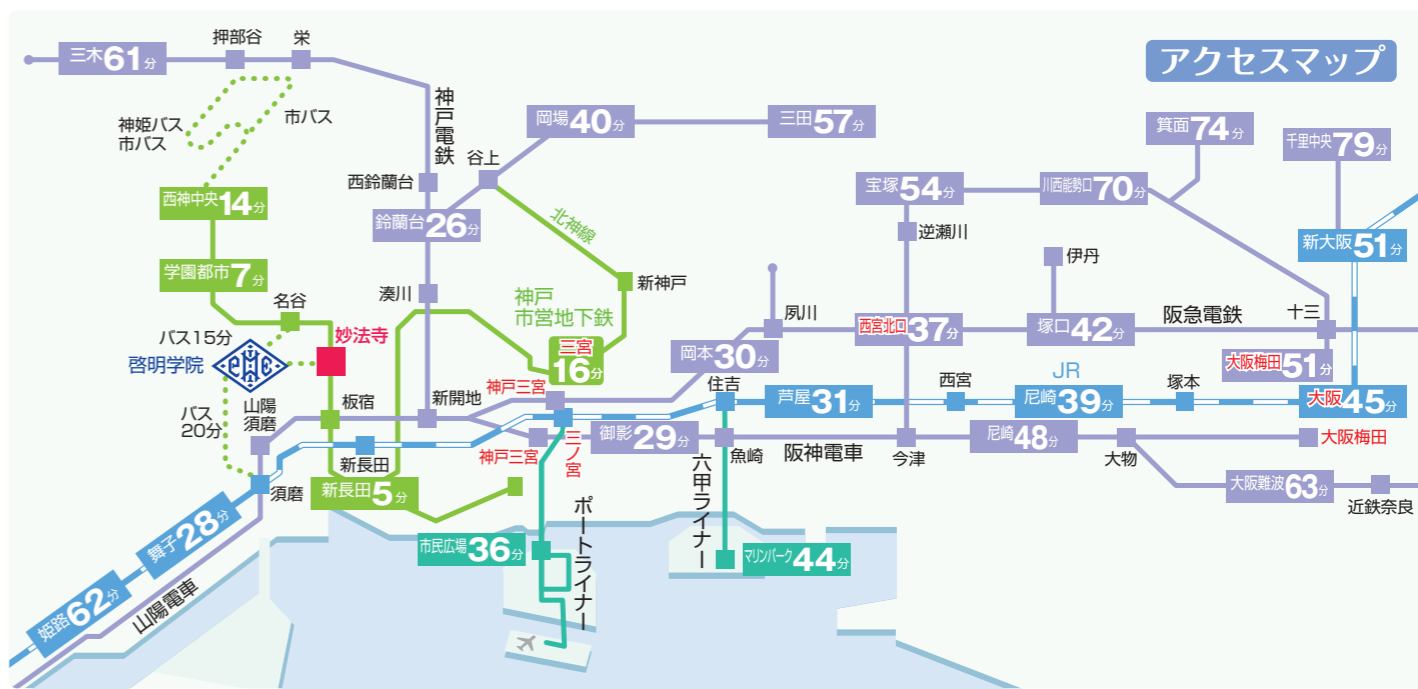 アクセスマップ
三木61分
押部谷
栄
神姫バス
市バス
市バス
神戸電鉄
岡場40分
三田57分
箕面74分
千里中央79分
谷上
西鈴蘭台
西神中央14分
鈴蘭台26分
北神線
宝塚54分
川西能勢口70分
逆瀬川
新大阪51分
伊丹
学園都市7分
名谷
湊川
神戸
市営地下鉄
新神戸
夙川
西宮北口37分
塚口42分
阪急電鉄
十三
バス15分
妙法寺
啓明学院
PMC
三宮
16分
岡本30分
大阪梅田51分
神戸三宮
住吉
JR
芦屋31分
西宮
尼崎39分
塚本
大阪45分
バス
20分
山陽
須磨
板宿
新開地
神戸三宮
三ノ宮
御影29分
魚崎
阪神電車
今津
尼崎48分
大物
大阪梅田
新長田
須磨
新長田5分
六甲ライナー
大阪難波63分
近鉄奈良
舞子28分
ポートライナー
市民広場36分
マリンパーク44分
姫路62分
山陽電車